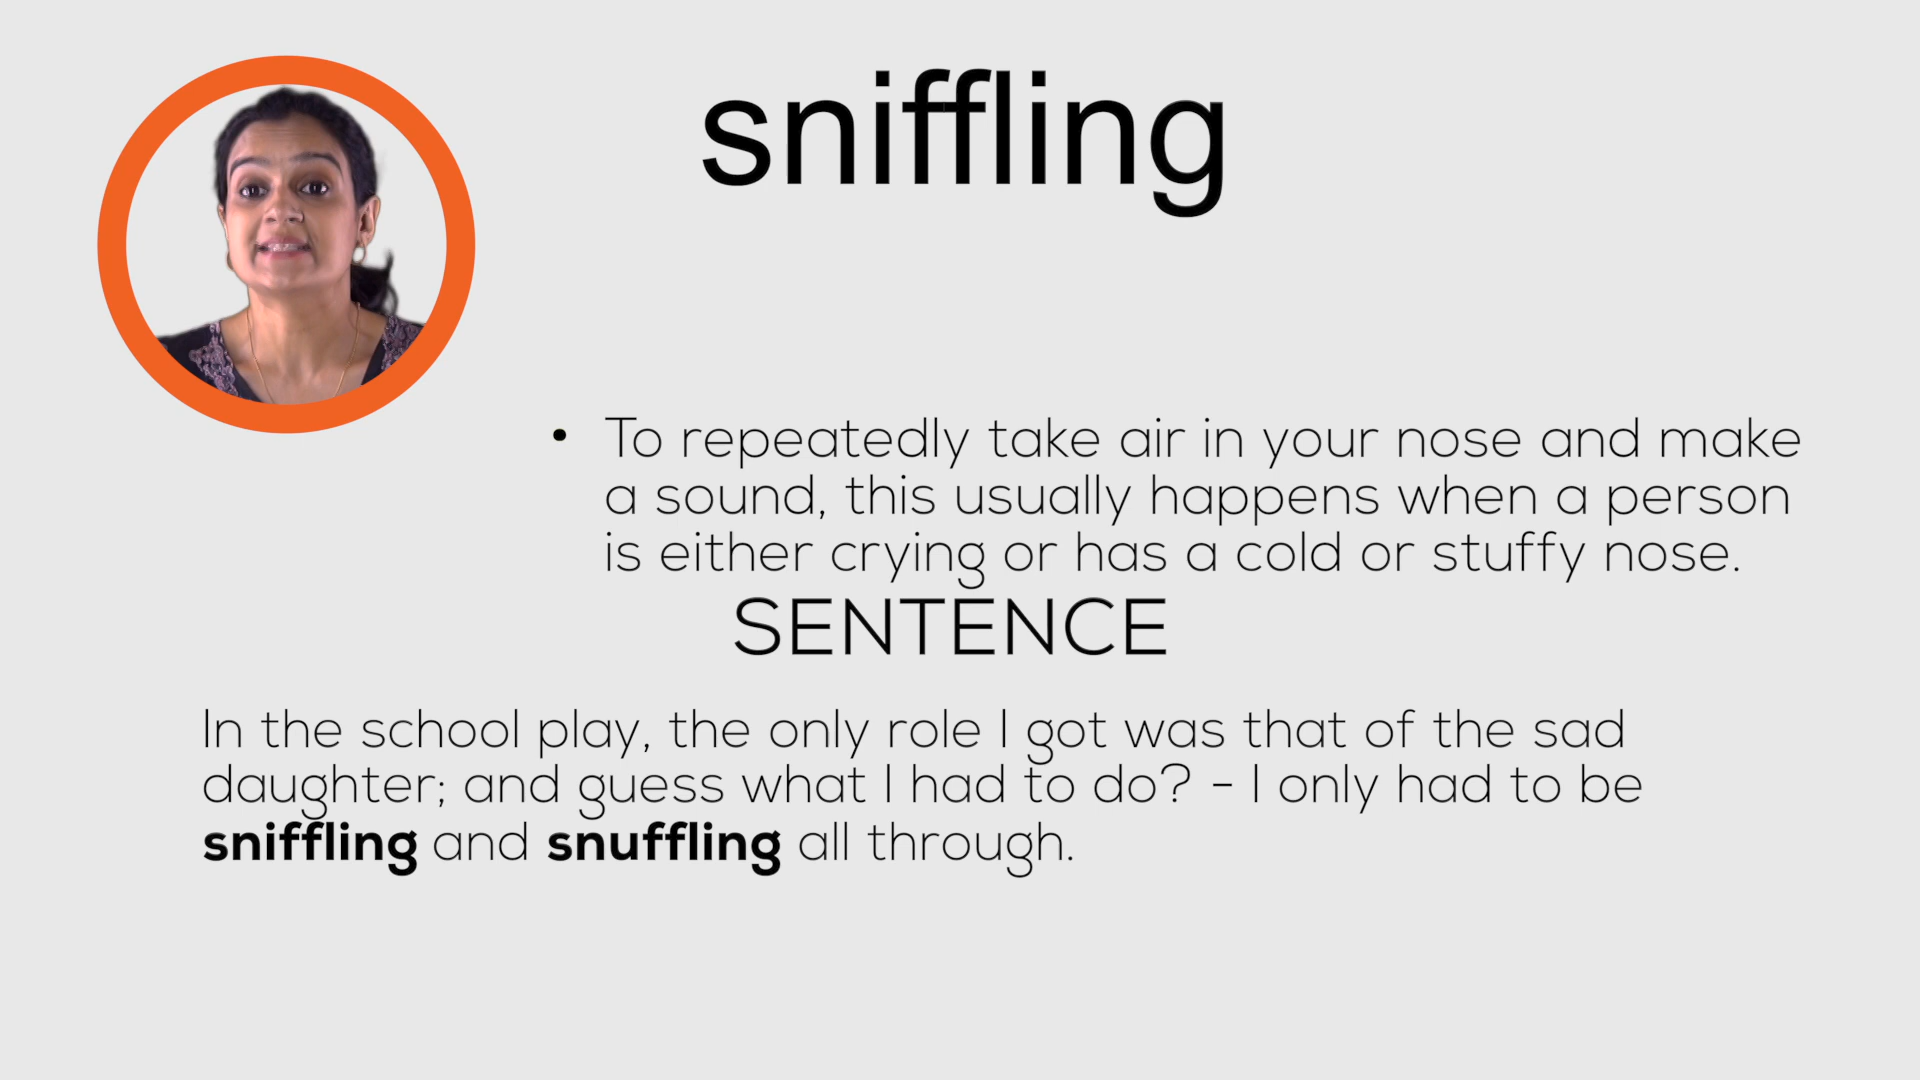 sniffling
• To repeatedly take air in your nose and make
a sound, this usually happens when a person
is either crying or has a cold or stuffy nose.
SENTENCE
In the school play, the only role I got was that of the sad
daughter; and guess what I had to do? - I only had to be
sniffling and snuffling all through.